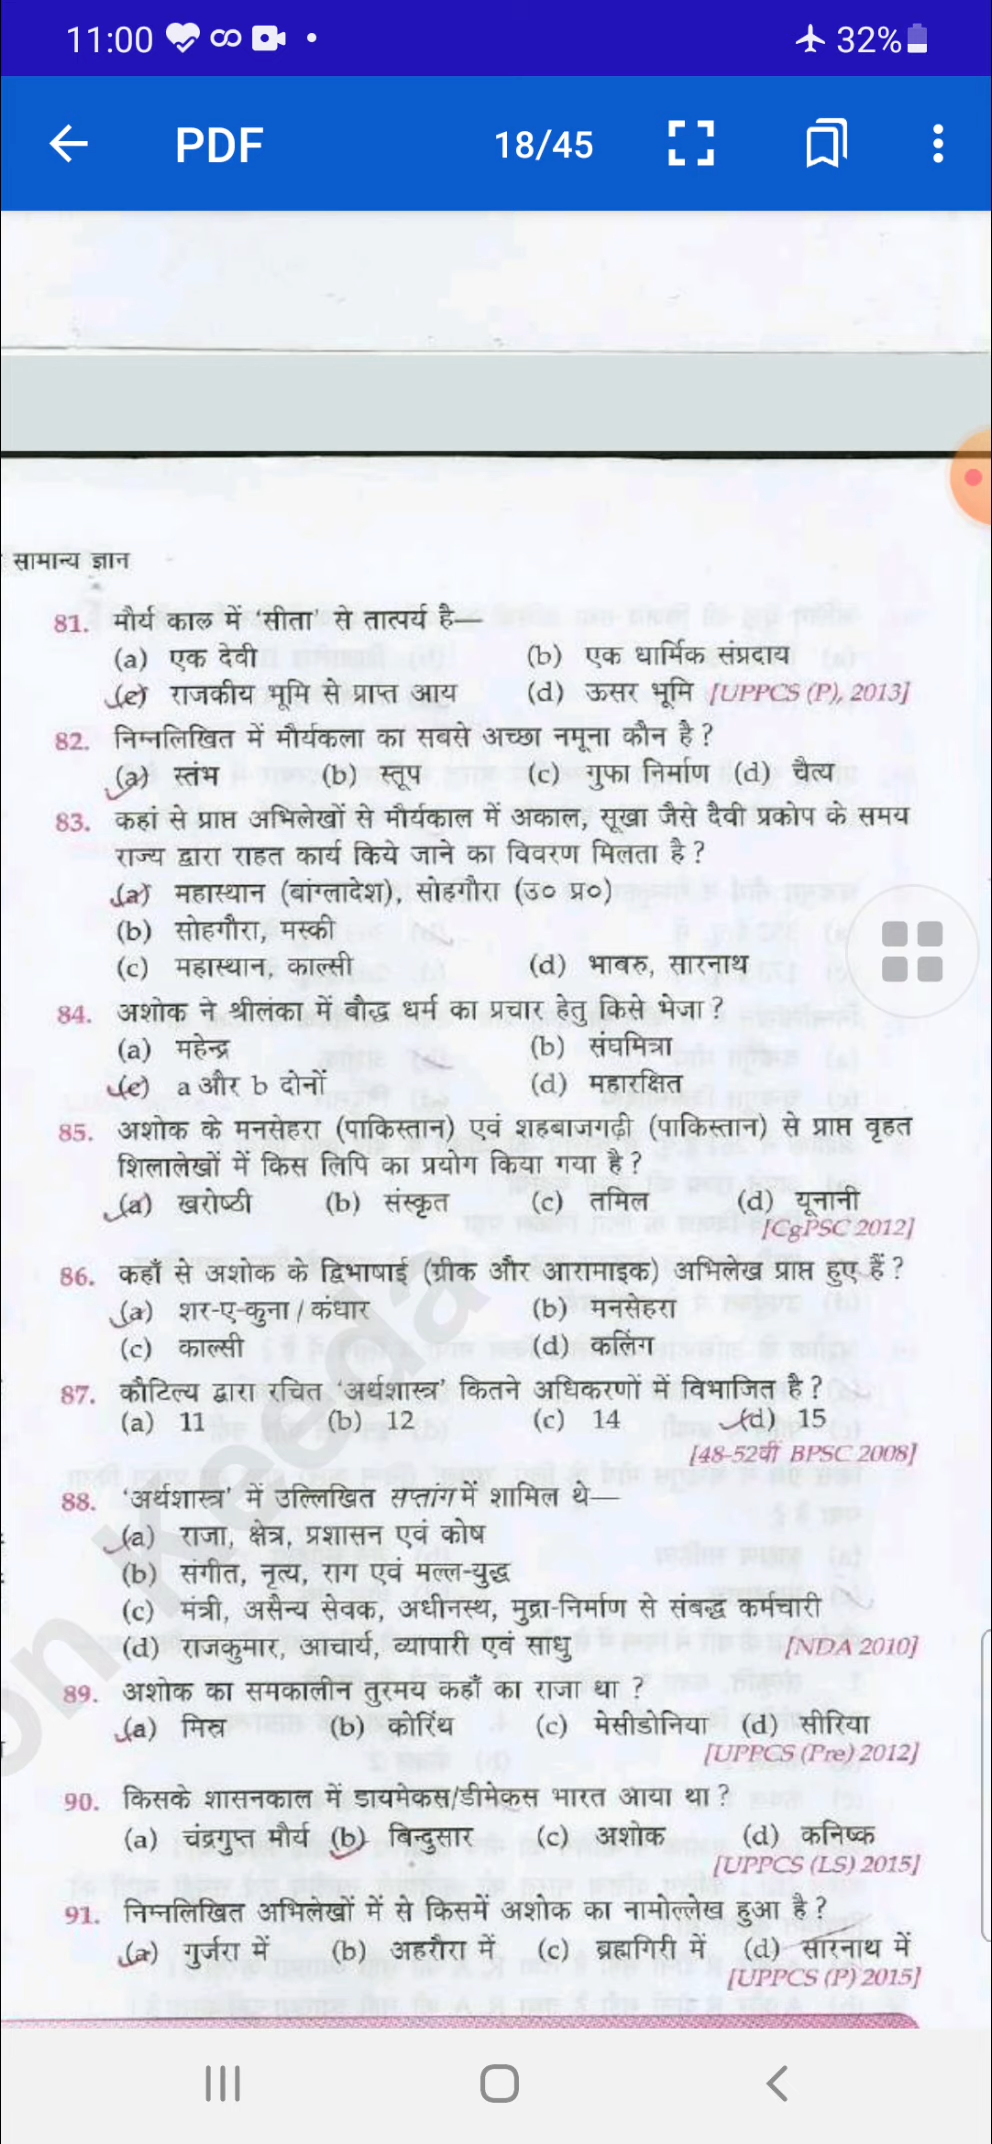 11:00
32%
PDF
18/45
सामान्य ज्ञान
81. मौर्य काल में ‘सीता’ से तात्पर्य है—
(a) एक देवी (b) एक धार्मिक संप्रदाय
(c) राजकीय भूमि से प्राप्त आय (d) ऊसर भूमि [UPPCS (P), 2013]
82. निम्नलिखित में मौर्यकला का सबसे अच्छा नमूना कौन है ?
(a) स्तंभ (b) स्तूप (c) गुफा निर्माण (d) चैत्य
83. कहां से प्राप्त अभिलेखों से मौर्यकाल में अकाल, सूखा जैसे दैवी प्रकोप के समय
राज्य द्वारा राहत कार्य किये जाने का विवरण मिलता है ?
(a) महास्थान (बांग्लादेश), सोहगौरा (उ० प्र०)
(b) सोहगौरा, मस्की
(c) महास्थान, काल्सी (d) भाबरु, सारनाथ
84. अशोक ने श्रीलंका में बौद्ध धर्म का प्रचार हेतु किसे भेजा ?
(a) महेन्द्र (b) संघमित्रा
(c) a और b दोनों (d) महारक्षित
85. अशोक के मनसेहरा (पाकिस्तान) एवं शहबाजगढ़ी (पाकिस्तान) से प्राप्त वृहत
शिलालेखों में किस लिपि का प्रयोग किया गया है ?
(a) खरोष्ठी (b) संस्कृत (c) तमिल (d) यूनानी
[CgPSC 2012]
86. कहाँ से अशोक के द्विभाषाई (ग्रीक और आरामाइक) अभिलेख प्राप्त हुए हैं ?
(a) शर-ए-कुना / कंधार (b) मनसेहरा
(c) काल्सी (d) कलिंग
87. कौटिल्य द्वारा रचित ‘अर्थशास्त्र’ कितने अधिकरणों में विभाजित है ?
(a) 11 (b) 12 (c) 14 (d) 15
[48-52वीं BPSC 2008]
88. ‘अर्थशास्त्र’ में उल्लिखित सप्तांग में शामिल थे—
(a) राजा, क्षेत्र, प्रशासन एवं कोष
(b) संगीत, नृत्य, राग एवं मल्ल-युद्ध
(c) मंत्री, असैन्य सेवक, अधीनस्थ, मुद्रा-निर्माण से संबद्ध कर्मचारी
(d) राजकुमार, आचार्य, व्यापारी एवं साधु [NDA 2010]
89. अशोक का समकालीन तुरमय कहाँ का राजा था ?
(a) मिस्र (b) कोरिंथ (c) मेसीडोनिया (d) सीरिया
[UPPCS (Pre) 2012]
90. किसके शासनकाल में डायमेकस/डीमेकस भारत आया था ?
(a) चंद्रगुप्त मौर्य (b) बिन्दुसार (c) अशोक (d) कनिष्क
[UPPCS (LS) 2015]
91. निम्नलिखित अभिलेखों में से किसमें अशोक का नामोल्लेख हुआ है ?
(a) गुर्जरा में (b) अहरौरा में (c) ब्रह्मगिरी में (d) सारनाथ में
[UPPCS (P) 2015]
on Keeda